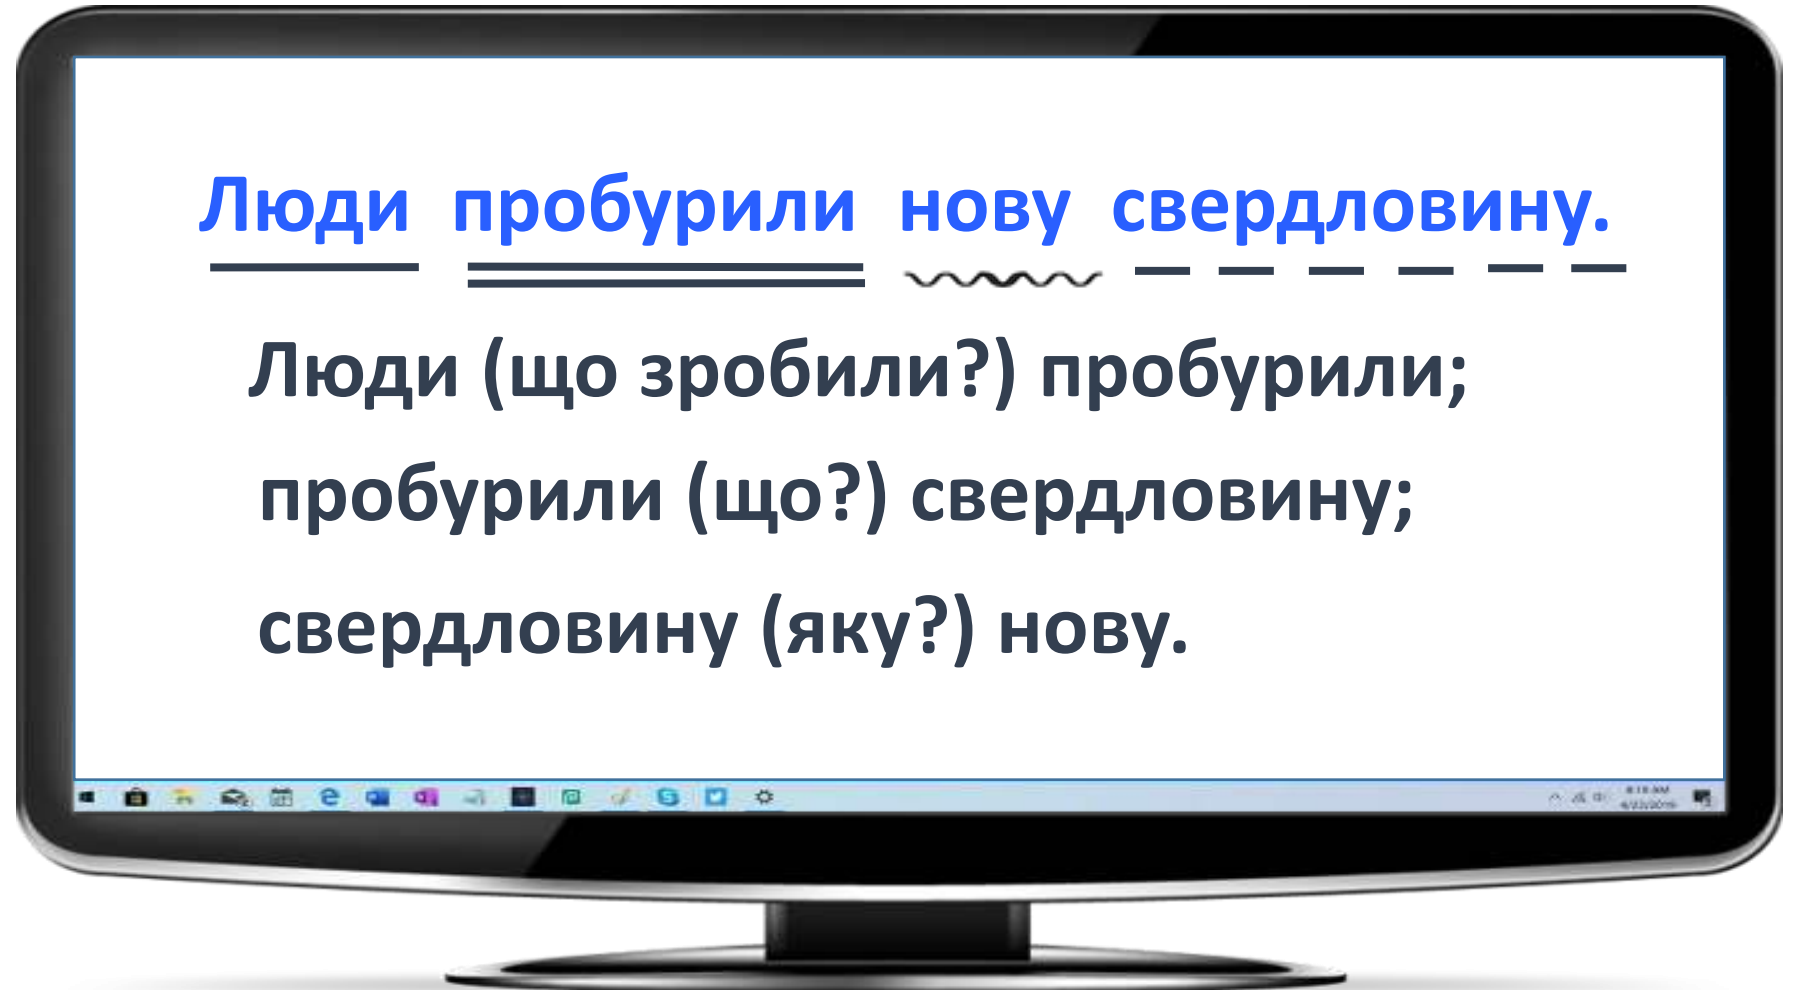 Люди пробурили нову свердловину.
Люди (що зробили?) пробурили;
пробурили (що?) свердловину;
свердловину (яку?) нову.